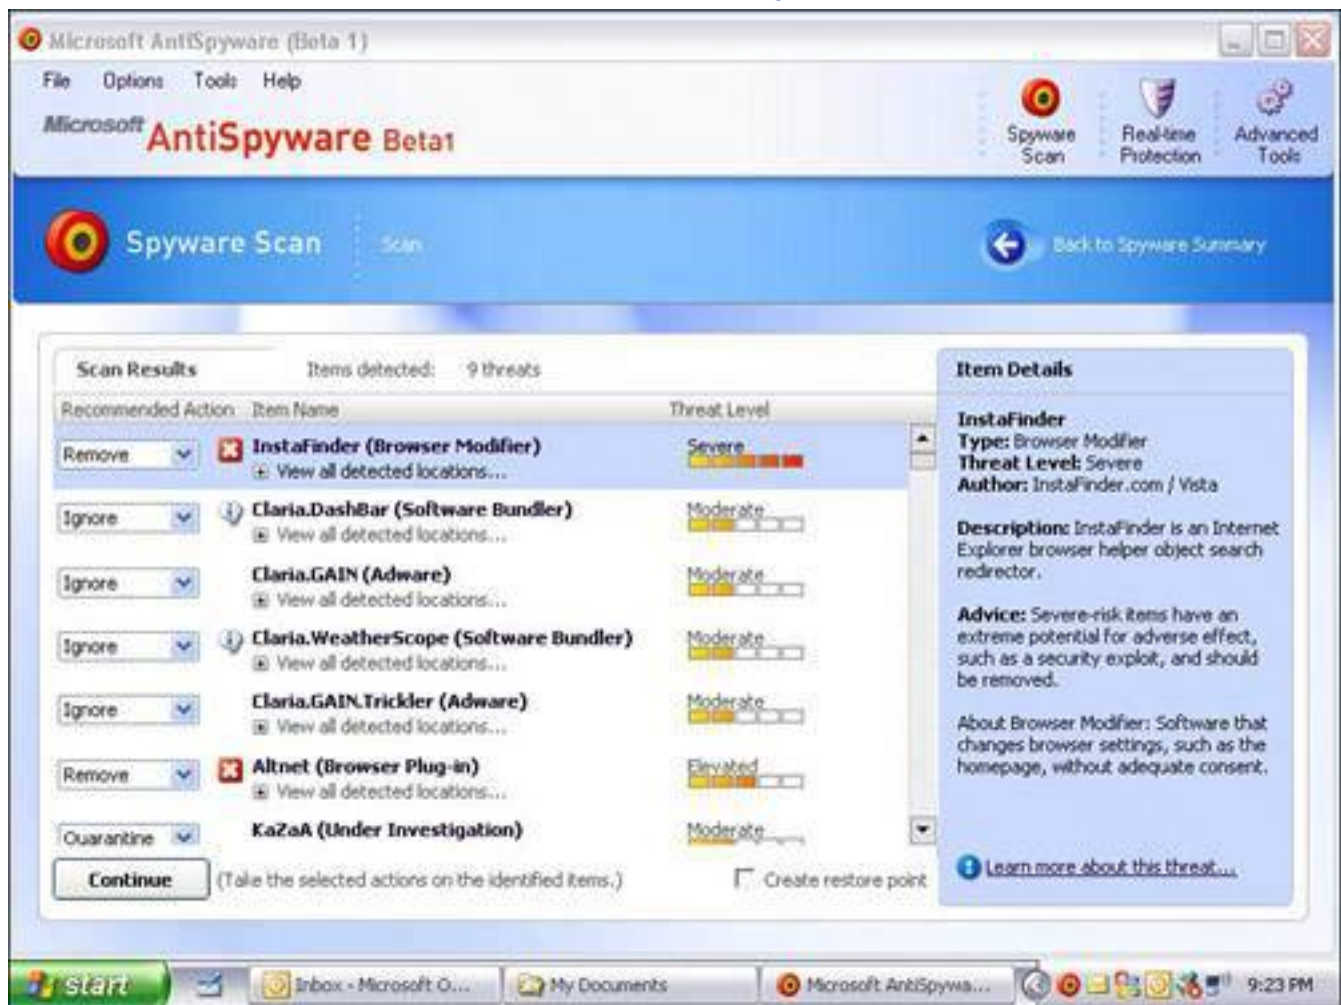 Microsoft AntiSpyware (Beta 1)
File Options Tools Help
Microsoft AntiSpyware Beta1
Spyware Scan
Real-time Protection
Advanced Tools
Spyware Scan Scan
Back to Spyware Summary
Scan Results Items detected: 9 threats
Recommended Action Item Name Threat Level
Remove InstaFinder (Browser Modifier) Severe
View all detected locations...
Ignore Claria.DashBar (Software Bundler) Moderate
View all detected locations...
Ignore Claria.GAIN (Adware) Moderate
View all detected locations...
Ignore Claria.WeatherScope (Software Bundler) Moderate
View all detected locations...
Ignore Claria.GAIN.Trickler (Adware) Moderate
View all detected locations...
Remove Altnet (Browser Plug-in) Elevated
View all detected locations...
Quarantine KaZaA (Under Investigation) Moderate
Continue (Take the selected actions on the identified items.) Create restore point
Item Details
InstaFinder
Type: Browser Modifier
Threat Level: Severe
Author: InstaFinder.com / Vista
Description: InstaFinder is an Internet
Explorer browser helper object search
redirector.
Advice: Severe-risk items have an
extreme potential for adverse effect,
such as a security exploit, and should
be removed.
About Browser Modifier: Software that
changes browser settings, such as the
homepage, without adequate consent.
Learn more about this threat...
start Inbox - Microsoft O... My Documents Microsoft AntiSpywa... 9:23 PM